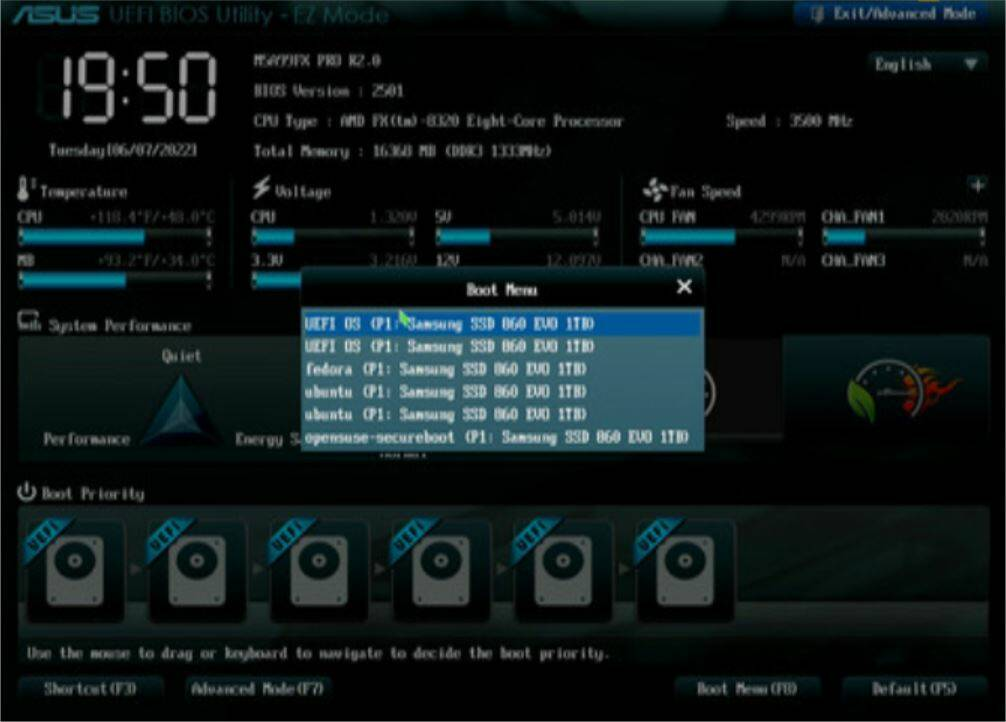 ASUS UEFI BIOS Utility - EZ Mode
Exit/Advanced Mode
19:50
Tuesday[06/07/2022]
M5A99FX PRO R2.0
BIOS Version : 2501
CPU Type : AMD FX(tm)-8320 Eight-Core Processor
Speed : 3500 MHz
Total Memory : 16368 MB (DDR3 1333MHz)
English
Temperature
CPU +118.4°F/+48.0°C
MB +93.2°F/+34.0°C
Voltage
CPU 1.320V 5V 5.014V
3.3V 3.216V 12V 12.097V
Fan Speed
CPU FAN 4299RPM CHA_FAN1 2020RPM
CHA_FAN2 N/A CHA_FAN3 N/A
Boot Menu
UEFI OS (P1: Samsung SSD 860 EVO 1TB)
UEFI OS (P1: Samsung SSD 860 EVO 1TB)
fedora (P1: Samsung SSD 860 EVO 1TB)
ubuntu (P1: Samsung SSD 860 EVO 1TB)
ubuntu (P1: Samsung SSD 860 EVO 1TB)
opensuse-secureboot (P1: Samsung SSD 860 EVO 1TB)
System Performance
Quiet
Performance
Energy S
Boot Priority
UEFI UEFI UEFI UEFI UEFI UEFI
Use the mouse to drag or keyboard to navigate to decide the boot priority.
Shortcut(F3)
Advanced Mode(F7)
Boot Menu(F8)
Default(F5)